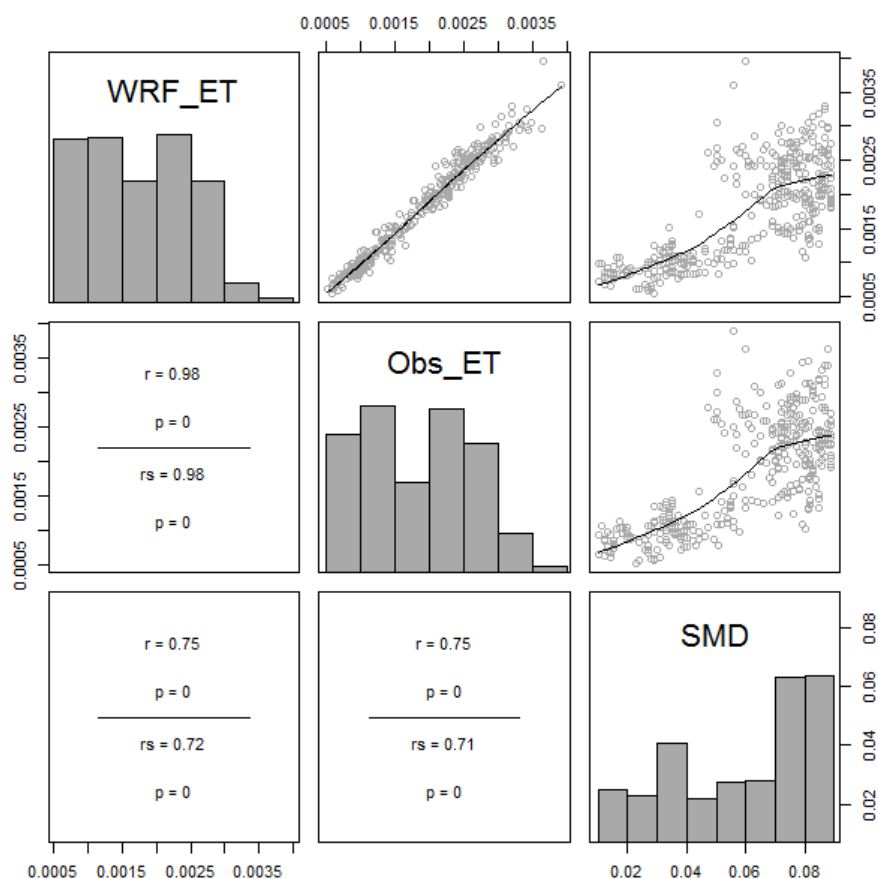 0.0005 0.0015 0.0025 0.0035
WRF_ET
0.0005 0.0015 0.0025 0.0035
0.0005 0.0015 0.0025 0.0035
r = 0.98
p = 0
rs = 0.98
p = 0
Obs_ET
r = 0.75
p = 0
rs = 0.72
p = 0
r = 0.75
p = 0
rs = 0.71
p = 0
SMD
0.02 0.04 0.06 0.08
0.0005 0.0015 0.0025 0.0035
0.02 0.04 0.06 0.08